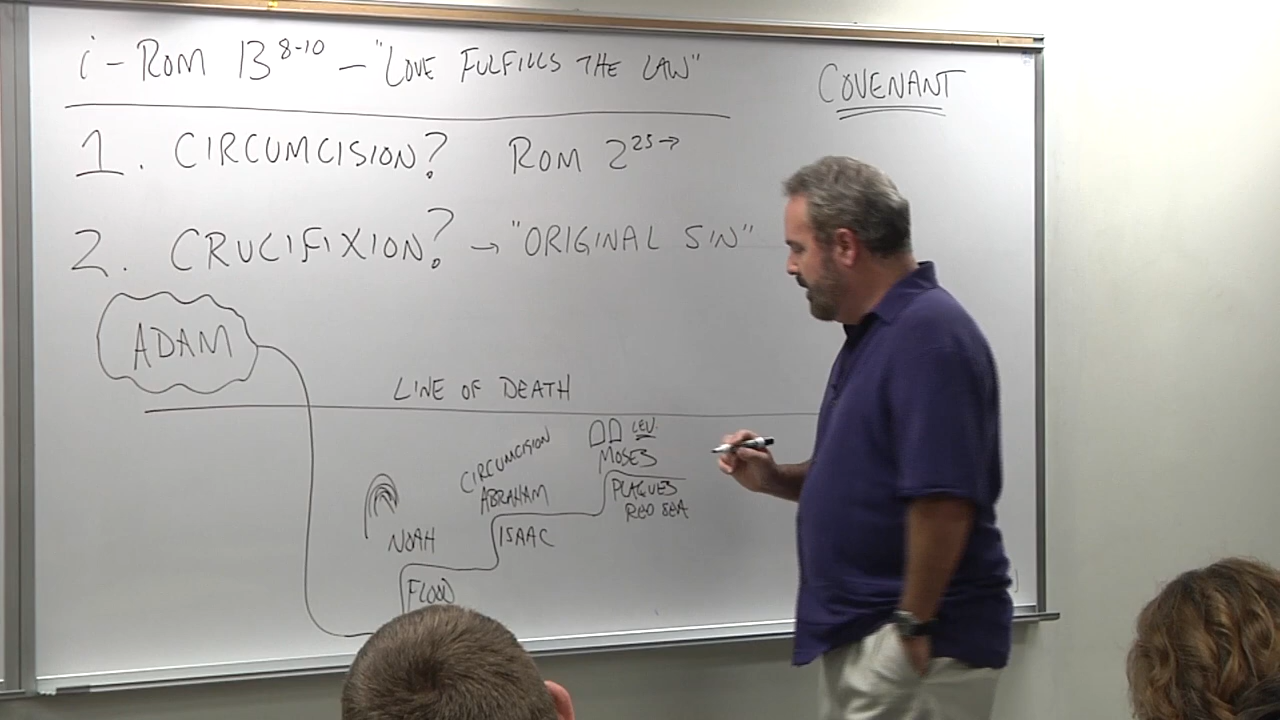 i - ROM 13 8-10 - "LOVE FULFILLS THE LAW"
COVENANT
1. CIRCUMCISION? ROM 2 25→
2. CRUCIFIXION? → "ORIGINAL SIN"
ADAM
LINE OF DEATH
LEV.
MOSES
PLAGUES
RED SEA
CIRCUMCISION
ABRAHAM
ISAAC
NOAH
FLOOD